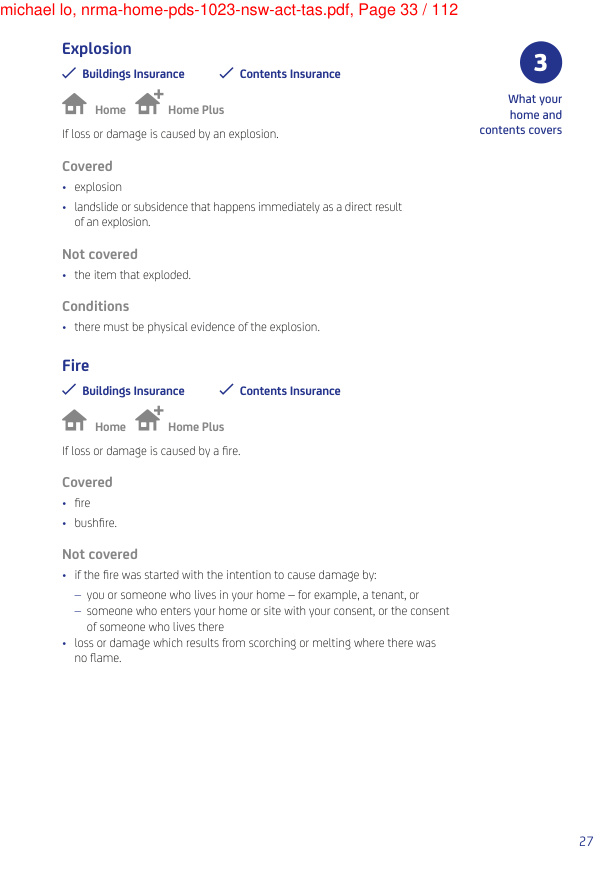 michael lo, nrma-home-pds-1023-nsw-act-tas.pdf, Page 33 / 112
3
What your
home and
contents covers
Explosion
Buildings Insurance Contents Insurance
Home Home Plus
If loss or damage is caused by an explosion.
Covered
• explosion
• landslide or subsidence that happens immediately as a direct result
of an explosion.
Not covered
• the item that exploded.
Conditions
• there must be physical evidence of the explosion.
Fire
Buildings Insurance Contents Insurance
Home Home Plus
If loss or damage is caused by a fire.
Covered
• fire
• bushfire.
Not covered
• if the fire was started with the intention to cause damage by:
– you or someone who lives in your home – for example, a tenant, or
– someone who enters your home or site with your consent, or the consent
of someone who lives there
• loss or damage which results from scorching or melting where there was
no flame.
27